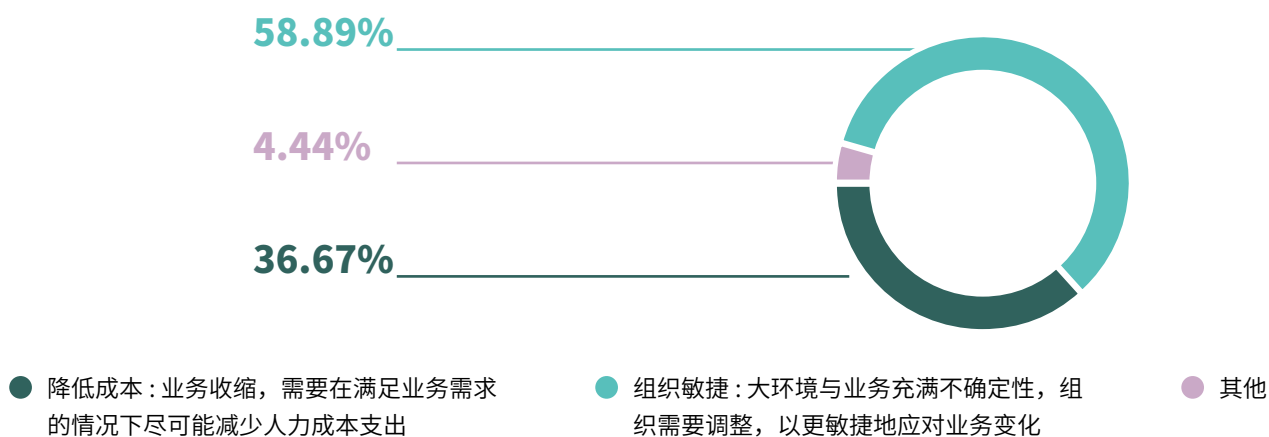 58.89%
4.44%
36.67%
降低成本 : 业务收缩，需要在满足业务需求
的情况下尽可能减少人力成本支出
组织敏捷 : 大环境与业务充满不确定性，组
织需要调整，以更敏捷地应对业务变化
其他